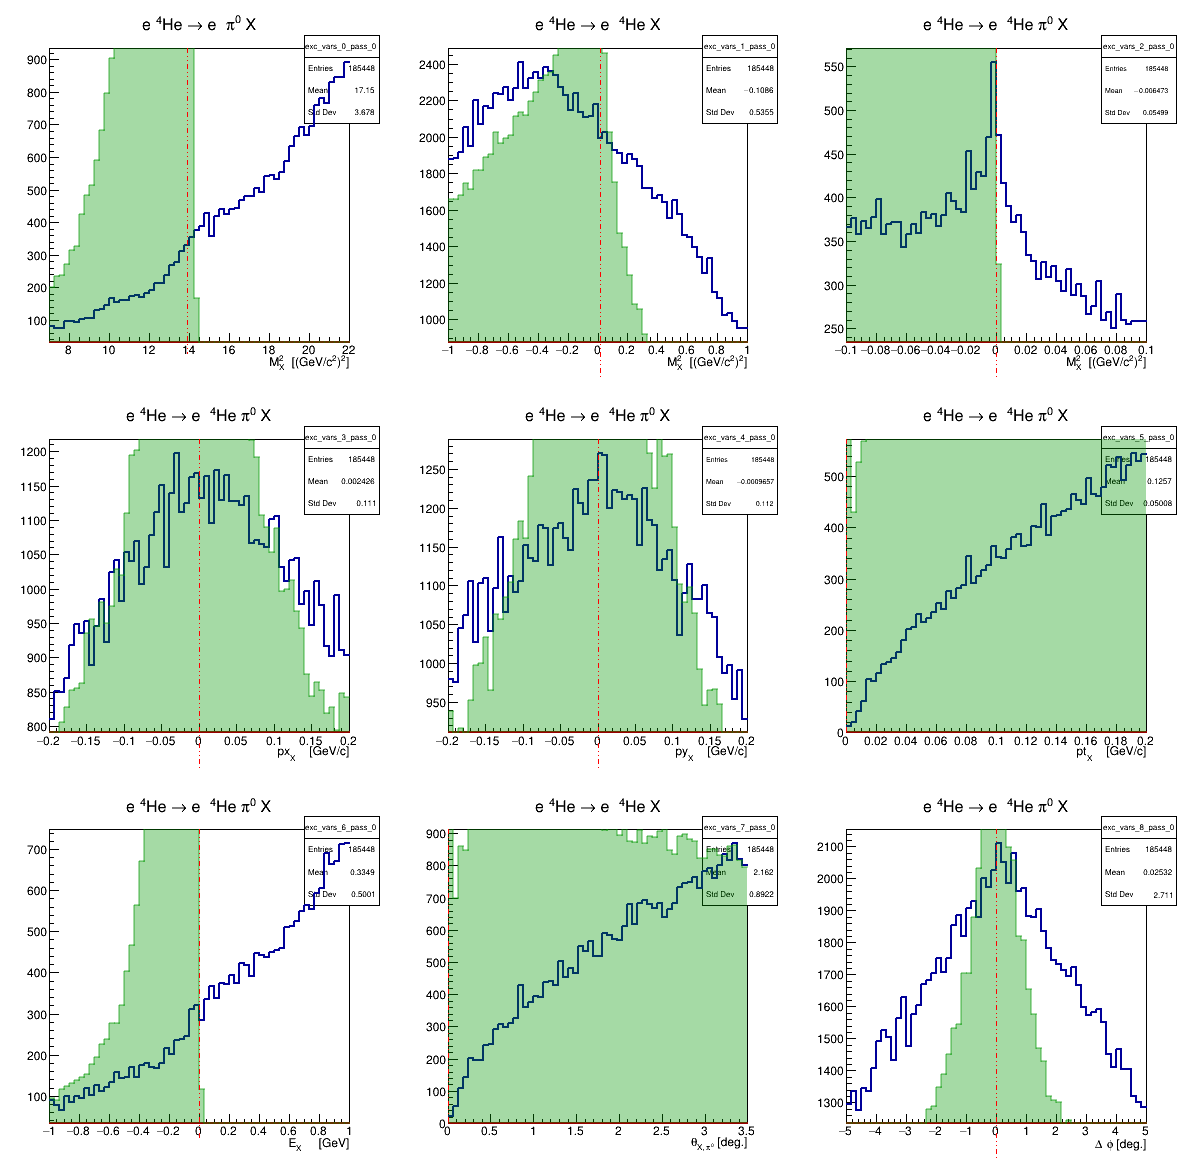 e ⁴He → e π⁰ X
exc_vars_0_pass_0
Entries 185448
Mean 17.15
Std Dev 3.678
900
800
700
600
500
400
300
200
100
8 10 12 14 16 18 20 22
M²_X [(GeV/c²)²]
e ⁴He → e ⁴He X
exc_vars_1_pass_0
Entries 185448
Mean −0.1086
Std Dev 0.5355
2400
2200
2000
1800
1600
1400
1200
1000
−1 −0.8 −0.6 −0.4 −0.2 0 0.2 0.4 0.6 0.8 1
M²_X [(GeV/c²)²]
e ⁴He → e ⁴He π⁰ X
exc_vars_2_pass_0
Entries 185448
Mean −0.006473
Std Dev 0.05499
550
500
450
400
350
300
250
−0.1 −0.08 −0.06 −0.04 −0.02 0 0.02 0.04 0.06 0.08 0.1
M²_X [(GeV/c²)²]
e ⁴He → e ⁴He π⁰ X
exc_vars_3_pass_0
Entries 185448
Mean 0.002426
Std Dev 0.111
1200
1150
1100
1050
1000
950
900
850
800
−0.2 −0.15 −0.1 −0.05 0 0.05 0.1 0.15 0.2
px_X [GeV/c]
e ⁴He → e ⁴He π⁰ X
exc_vars_4_pass_0
Entries 185448
Mean −0.0009657
Std Dev 0.112
1250
1200
1150
1100
1050
1000
950
−0.2 −0.15 −0.1 −0.05 0 0.05 0.1 0.15 0.2
py_X [GeV/c]
e ⁴He → e ⁴He π⁰ X
exc_vars_5_pass_0
Entries 185448
Mean 0.1257
Std Dev 0.05008
500
400
300
200
100
0
0 0.02 0.04 0.06 0.08 0.1 0.12 0.14 0.16 0.18 0.2
pt_X [GeV/c]
e ⁴He → e ⁴He π⁰ X
exc_vars_6_pass_0
Entries 185448
Mean 0.3349
Std Dev 0.5001
700
600
500
400
300
200
100
−1 −0.8 −0.6 −0.4 −0.2 0 0.2 0.4 0.6 0.8 1
E_X [GeV]
e ⁴He → e ⁴He X
exc_vars_7_pass_0
Entries 185448
Mean 2.162
Std Dev 0.8922
900
800
700
600
500
400
300
200
100
0
0 0.5 1 1.5 2 2.5 3 3.5
θ_X,π⁰ [deg.]
e ⁴He → e ⁴He π⁰ X
exc_vars_8_pass_0
Entries 185448
Mean 0.02532
Std Dev 2.711
2100
2000
1900
1800
1700
1600
1500
1400
1300
−5 −4 −3 −2 −1 0 1 2 3 4 5
Δ ϕ [deg.]